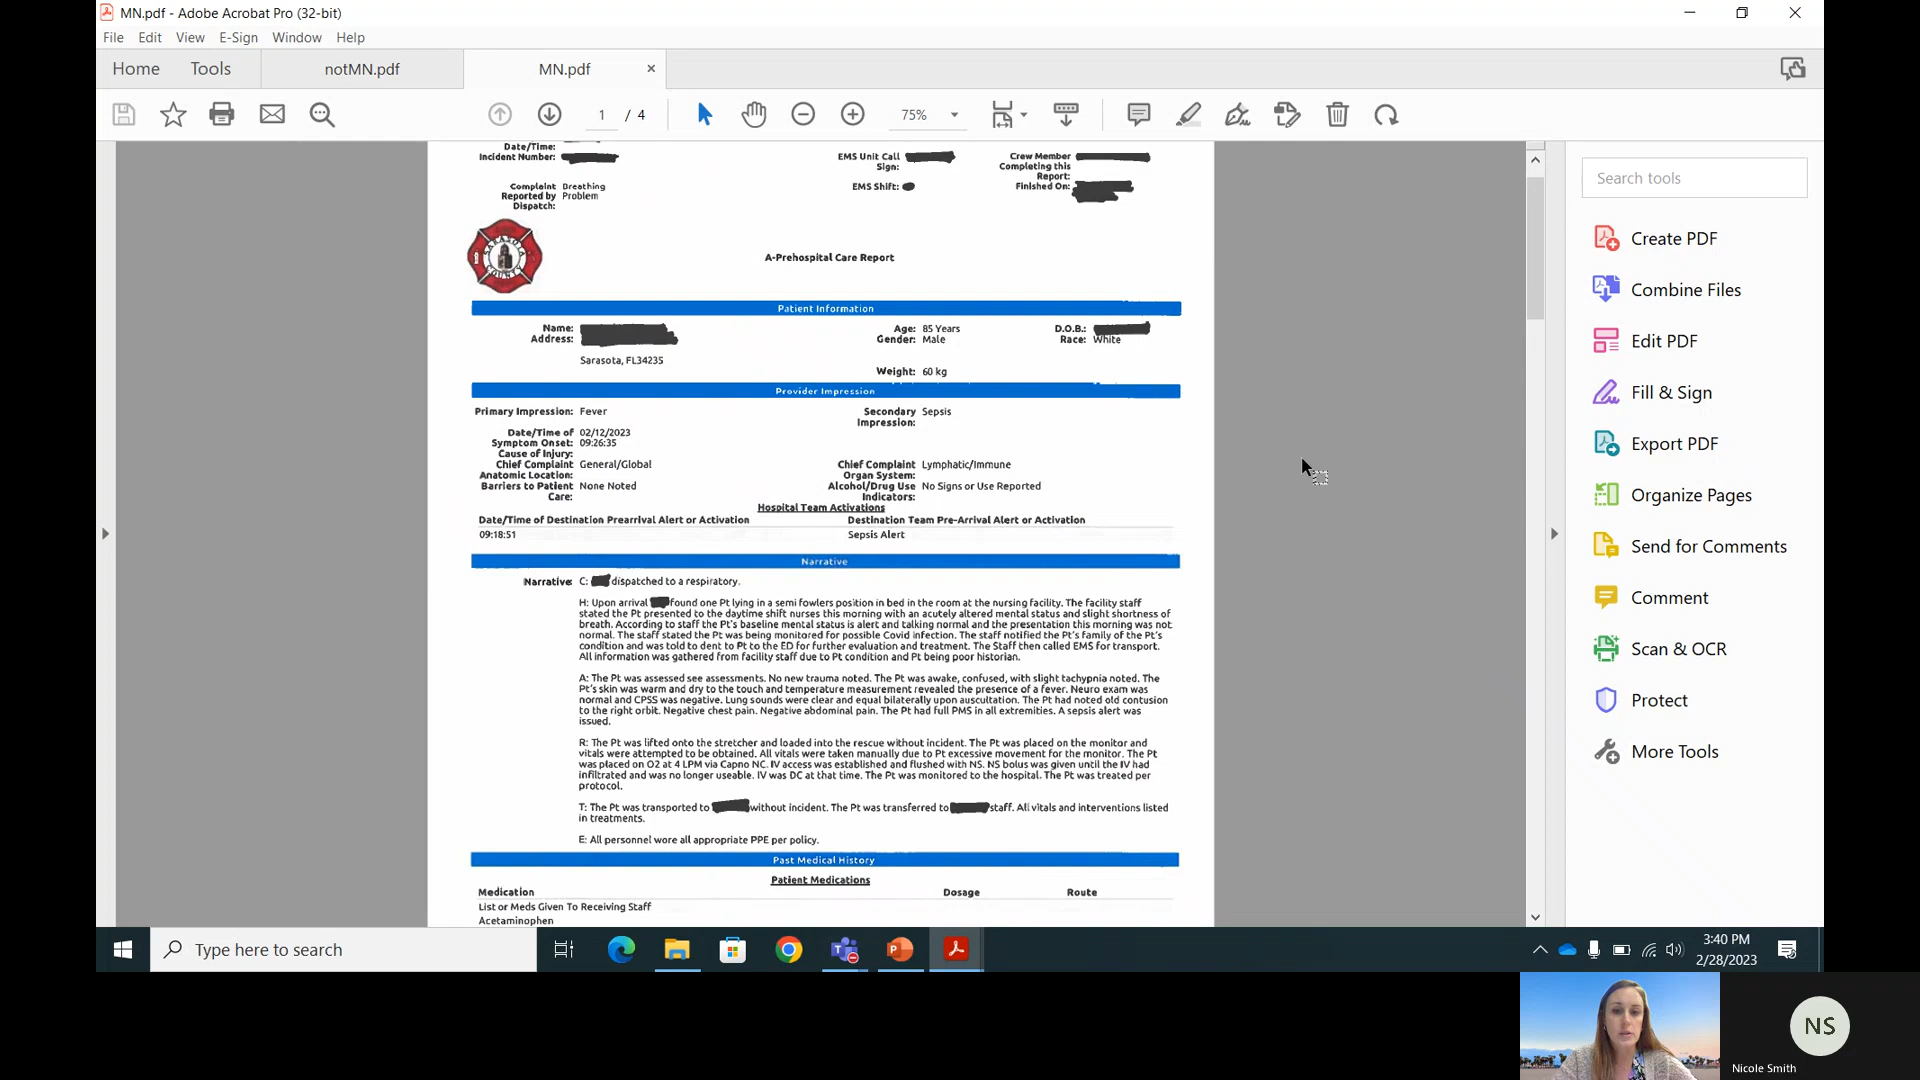 MN.pdf - Adobe Acrobat Pro (32-bit)
File Edit View E-Sign Window Help
Home Tools notMN.pdf MN.pdf ×
1 / 4 75%
Date/Time:
Incident Number: EMS Unit Call Sign: Crew Member Completing this Report:
Complaint Reported by Dispatch: Breathing Problem EMS Shift: Finished On:
SARASOTA COUNTY
A-Prehospital Care Report
Patient Information
Name: Age: 85 Years D.O.B.:
Address: Gender: Male Race: White
Sarasota, FL34235
Weight: 60 kg
Provider Impression
Primary Impression: Fever Secondary Impression: Sepsis
Date/Time of Symptom Onset: 02/12/2023 09:26:35
Cause of Injury:
Chief Complaint Anatomic Location: General/Global Chief Complaint Organ System: Lymphatic/Immune
Barriers to Patient Care: None Noted Alcohol/Drug Use Indicators: No Signs or Use Reported
Hospital Team Activations
Date/Time of Destination Prearrival Alert or Activation Destination Team Pre-Arrival Alert or Activation
09:18:51 Sepsis Alert
Narrative
Narrative: C: dispatched to a respiratory.
H: Upon arrival found one Pt lying in a semi fowlers position in bed in the room at the nursing facility. The facility staff
stated the Pt presented to the daytime shift nurses this morning with an acutely altered mental status and slight shortness of
breath. According to staff the Pt's baseline mental status is alert and talking normal and the presentation this morning was not
normal. The staff stated the Pt was being monitored for possible Covid infection. The staff notified the Pt's family of the Pt's
condition and was told to dent to Pt to the ED for further evaluation and treatment. The Staff then called EMS for transport.
All information was gathered from facility staff due to Pt condition and Pt being poor historian.
A: The Pt was assessed see assessments. No new trauma noted. The Pt was awake, confused, with slight tachypnia noted. The
Pt's skin was warm and dry to the touch and temperature measurement revealed the presence of a fever. Neuro exam was
normal and CPSS was negative. Lung sounds were clear and equal bilaterally upon auscultation. The Pt had noted old contusion
to the right orbit. Negative chest pain. Negative abdominal pain. The Pt had full PMS in all extremities. A sepsis alert was
issued.
R: The Pt was lifted onto the stretcher and loaded into the rescue without incident. The Pt was placed on the monitor and
vitals were attempted to be obtained. All vitals were taken manually due to Pt excessive movement for the monitor. The Pt
was placed on O2 at 4 LPM via Capno NC. IV access was established and flushed with NS. NS bolus was given until the IV had
infiltrated and was no longer useable. IV was DC at that time. The Pt was monitored to the hospital. The Pt was treated per
protocol.
T: The Pt was transported to without incident. The Pt was transferred to staff. All vitals and interventions listed
in treatments.
E: All personnel wore all appropriate PPE per policy.
Past Medical History
Patient Medications
Medication Dosage Route
List or Meds Given To Receiving Staff
Acetaminophen
Search tools
Create PDF
Combine Files
Edit PDF
Fill & Sign
Export PDF
Organize Pages
Send for Comments
Comment
Scan & OCR
Protect
More Tools
Type here to search
3:40 PM
2/28/2023
NS
Nicole Smith